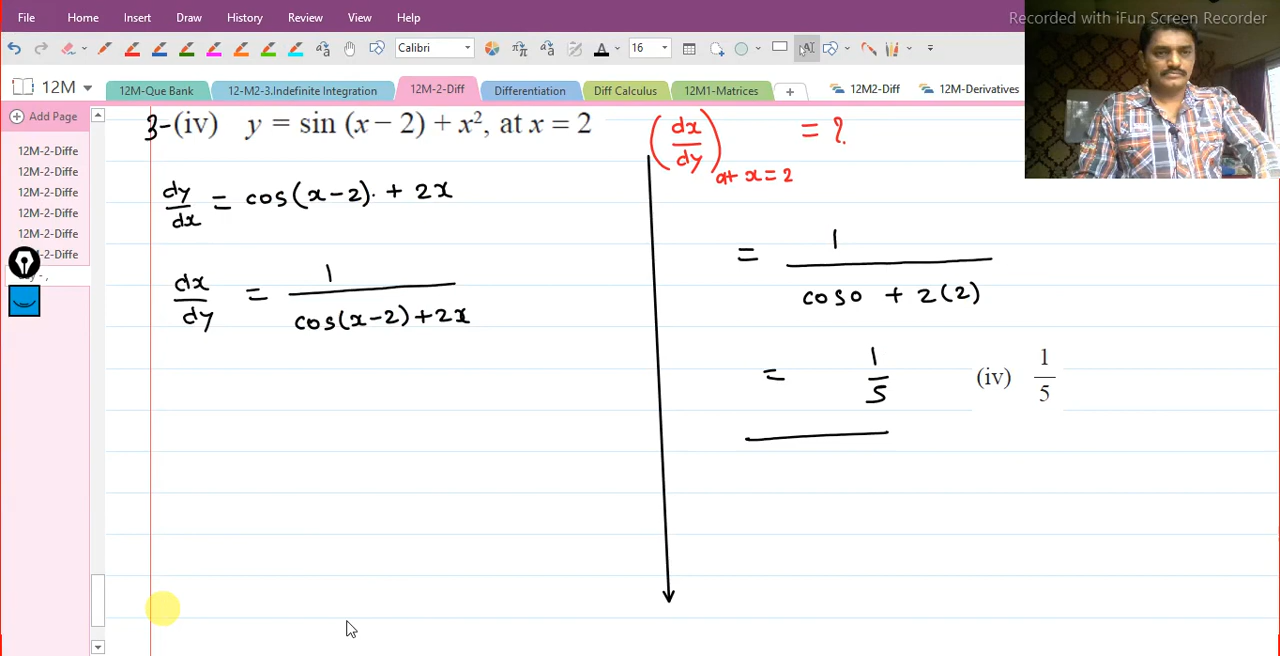 File Home Insert Draw History Review View Help
Recorded with iFun Screen Recorder
Calibri 16
12M 12M-Que Bank 12-M2-3.Indefinite Integration 12M-2-Diff Differentiation Diff Calculus 12M1-Matrices + 12M2-Diff 12M-Derivatives
Add Page
12M-2-Diffe
12M-2-Diffe
12M-2-Diffe
12M-2-Diffe
12M-2-Diffe
-2-Diffe
3-(iv) y = sin (x − 2) + x², at x = 2
dy/dx = cos(x-2). + 2x
dx/dy = 1/(cos(x-2)+2x)
(dx/dy) at x = 2 = ?
= 1/(cos0 + 2(2))
= 1/5
(iv) 1/5